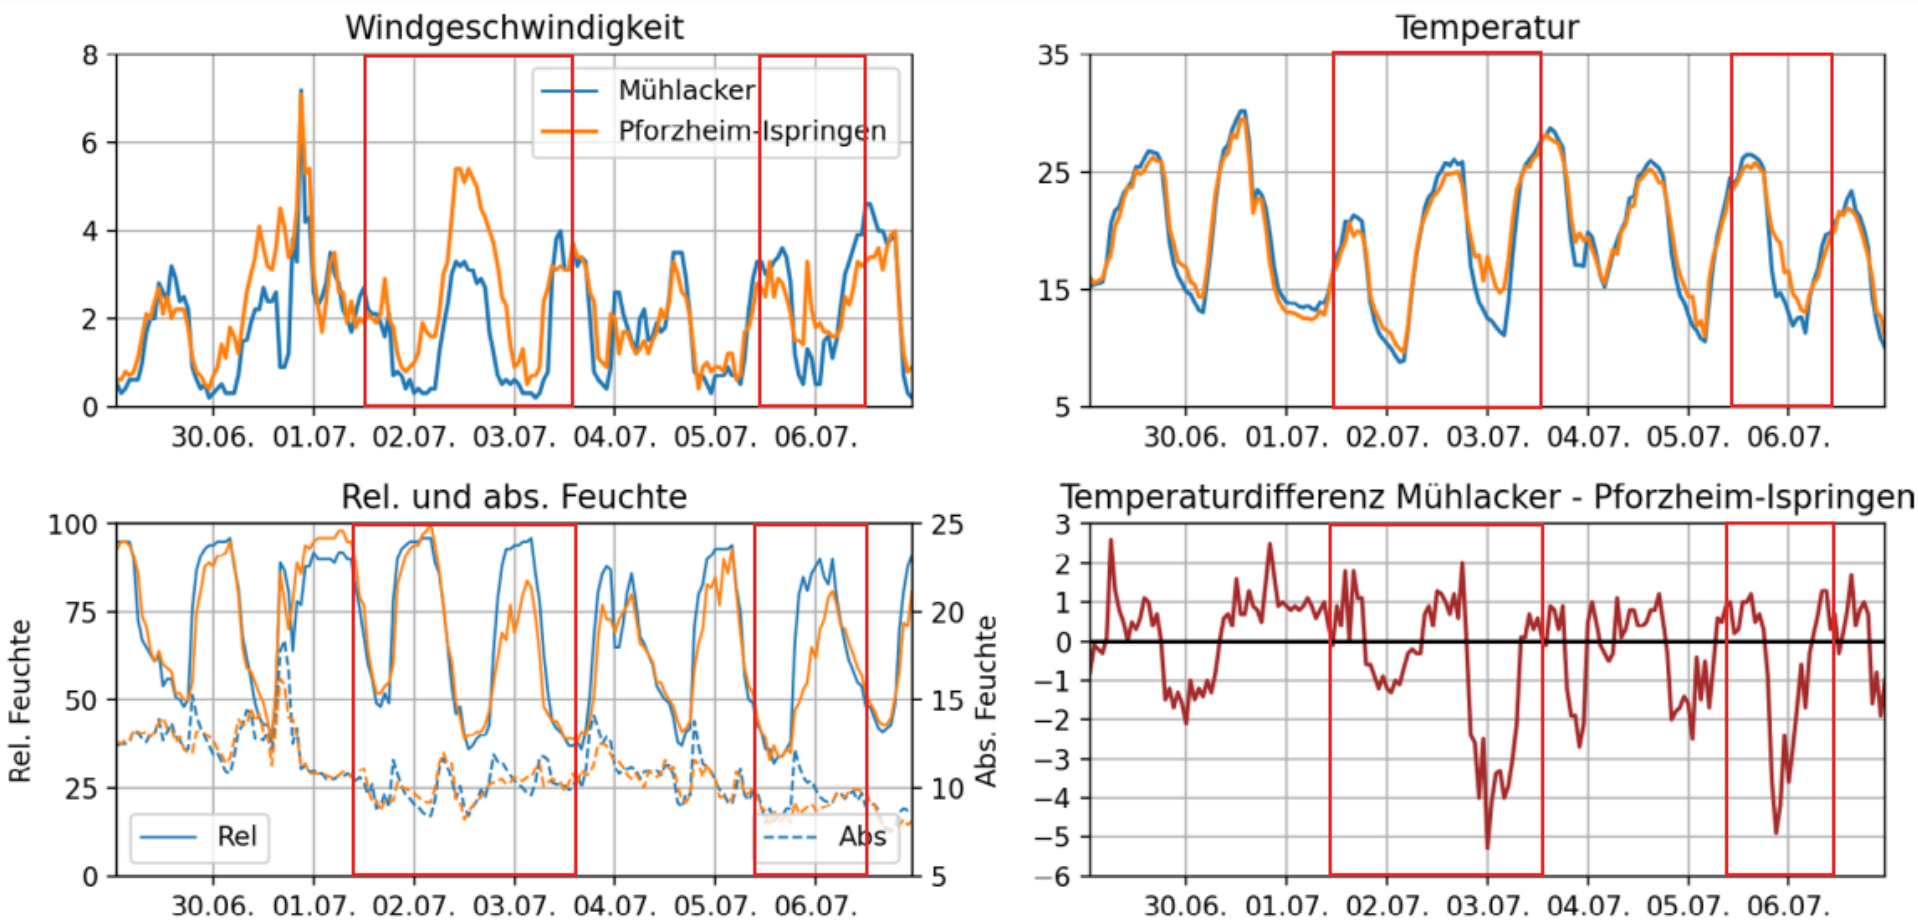 Windgeschwindigkeit
8
6
4
2
0
Mühlacker
Pforzheim-Ispringen
30.06. 01.07. 02.07. 03.07. 04.07. 05.07. 06.07.
Temperatur
35
25
15
5
30.06. 01.07. 02.07. 03.07. 04.07. 05.07. 06.07.
Rel. und abs. Feuchte
Rel. Feuchte
100
75
50
25
0
Rel
Abs
25
20
15
10
5
Abs. Feuchte
30.06. 01.07. 02.07. 03.07. 04.07. 05.07. 06.07.
Temperaturdifferenz Mühlacker - Pforzheim-Ispringen
3
2
1
0
−1
−2
−3
−4
−5
−6
30.06. 01.07. 02.07. 03.07. 04.07. 05.07. 06.07.